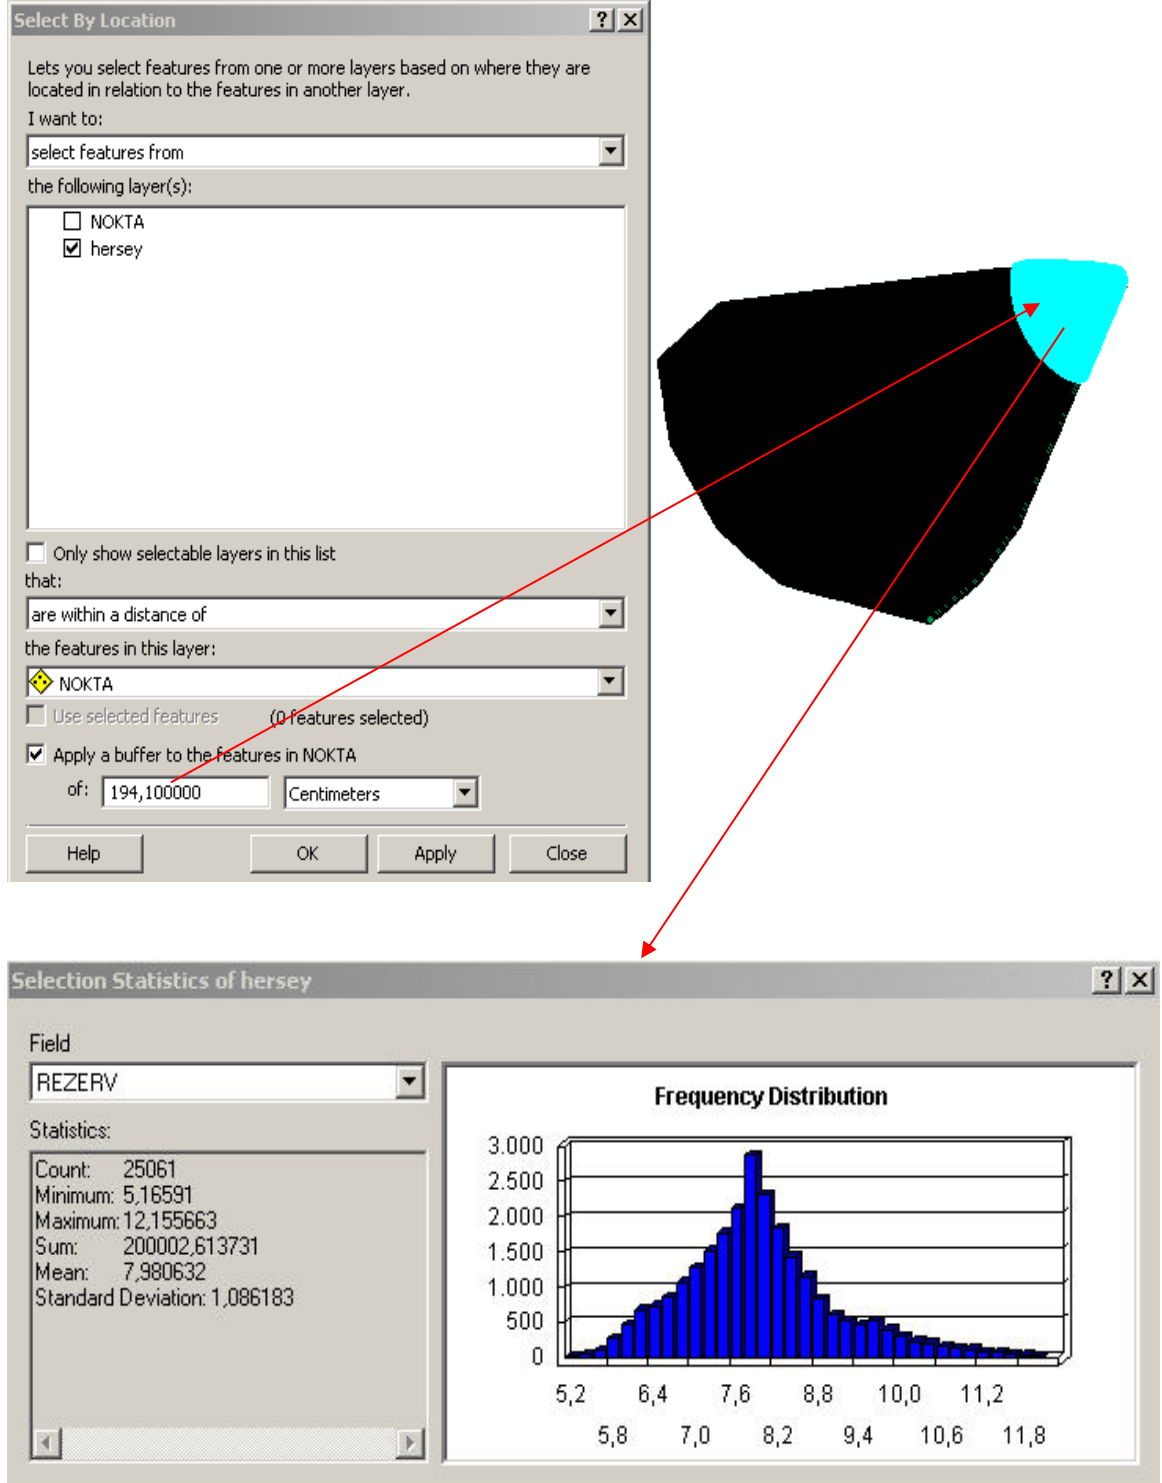 Select By Location
Lets you select features from one or more layers based on where they are
located in relation to the features in another layer.
I want to:
select features from
the following layer(s):
NOKTA
hersey
Only show selectable layers in this list
that:
are within a distance of
the features in this layer:
NOKTA
Use selected features (0 features selected)
Apply a buffer to the features in NOKTA
of: 194,100000 Centimeters
Help OK Apply Close
Selection Statistics of hersey
Field
REZERV
Statistics:
Count: 25061
Minimum: 5,16591
Maximum: 12,155663
Sum: 200002,613731
Mean: 7,980632
Standard Deviation: 1,086183
Frequency Distribution
3.000
2.500
2.000
1.500
1.000
500
0
5,2 6,4 7,6 8,8 10,0 11,2
5,8 7,0 8,2 9,4 10,6 11,8